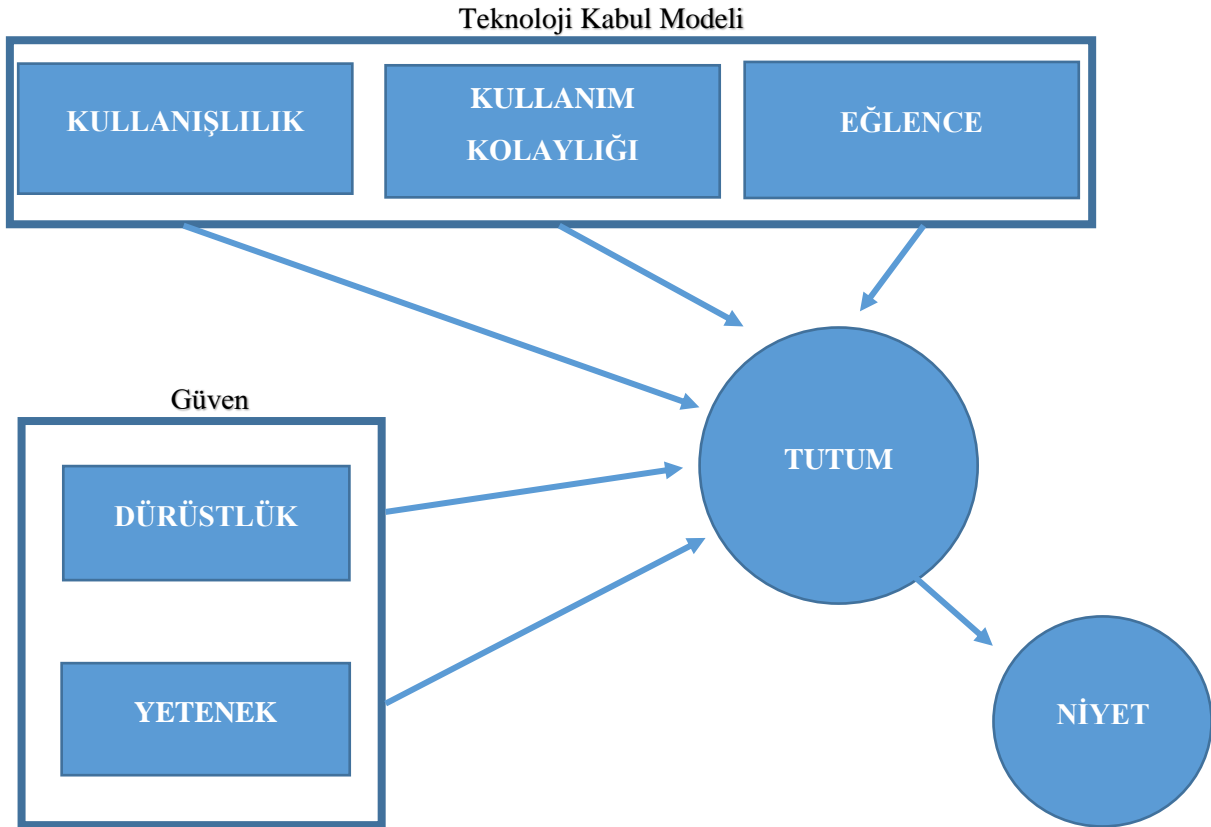 Teknoloji Kabul Modeli
KULLANIŞLILIK
KULLANIM
KOLAYLIĞI
EĞLENCE
Güven
DÜRÜSTLÜK
YETENEK
TUTUM
NİYET